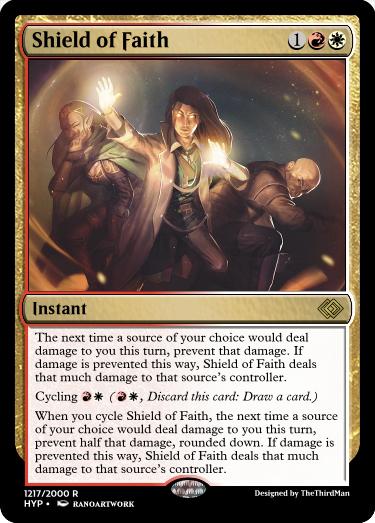 Shield of Faith 1
Instant
The next time a source of your choice would deal
damage to you this turn, prevent that damage. If
damage is prevented this way, Shield of Faith deals
that much damage to that source's controller.
Cycling ( , Discard this card: Draw a card.)
When you cycle Shield of Faith, the next time a source
of your choice would deal damage to you this turn,
prevent half that damage, rounded down. If damage is
prevented this way, Shield of Faith deals that much
damage to that source's controller.
1217/2000 R
HYP • RANOARTWORK Designed by TheThirdMan